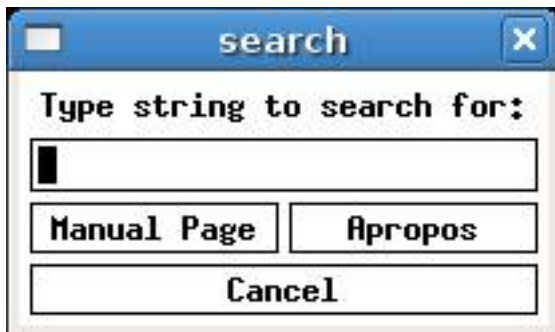 search
Type string to search for:
Manual Page Apropos
Cancel